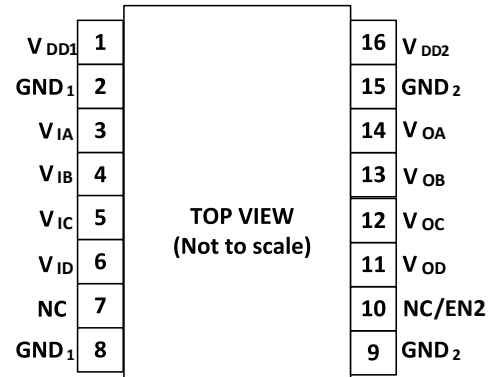 V DD1 1 16 V DD2
GND 1 2 15 GND 2
V IA 3 14 V OA
V IB 4 13 V OB
V IC 5 12 V OC
TOP VIEW
(Not to scale)
V ID 6 11 V OD
NC 7 10 NC/EN2
GND 1 8 9 GND 2